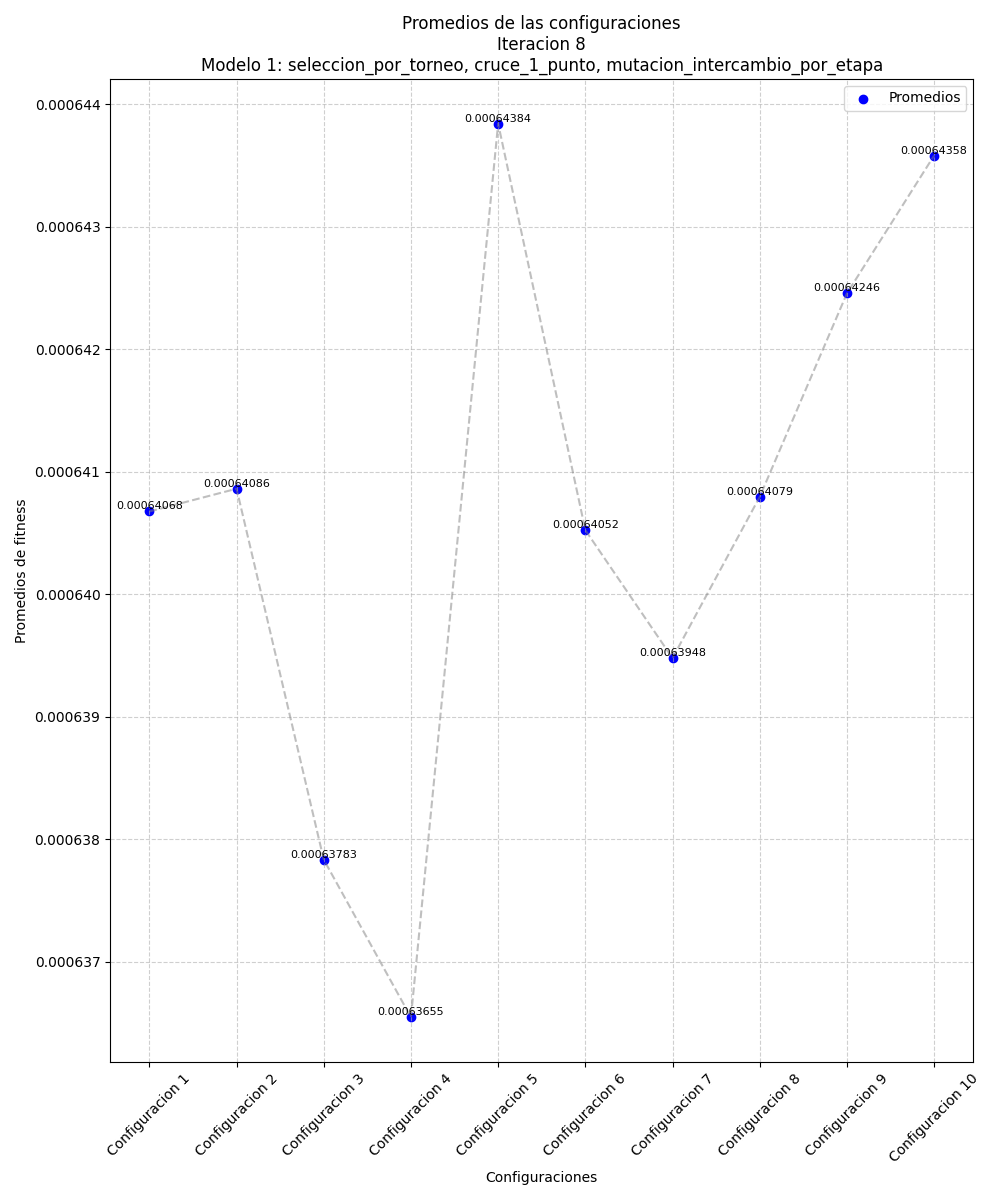 Promedios de las configuraciones
Iteracion 8
Modelo 1: seleccion_por_torneo, cruce_1_punto, mutacion_intercambio_por_etapa
Promedios
0.000644
0.000643
0.000642
0.000641
0.000640
0.000639
0.000638
0.000637
Promedios de fitness
0.00064068
0.00064086
0.00063783
0.00063655
0.00064384
0.00064052
0.00063948
0.00064079
0.00064246
0.00064358
Configuracion 1
Configuracion 2
Configuracion 3
Configuracion 4
Configuracion 5
Configuracion 6
Configuracion 7
Configuracion 8
Configuracion 9
Configuracion 10
Configuraciones